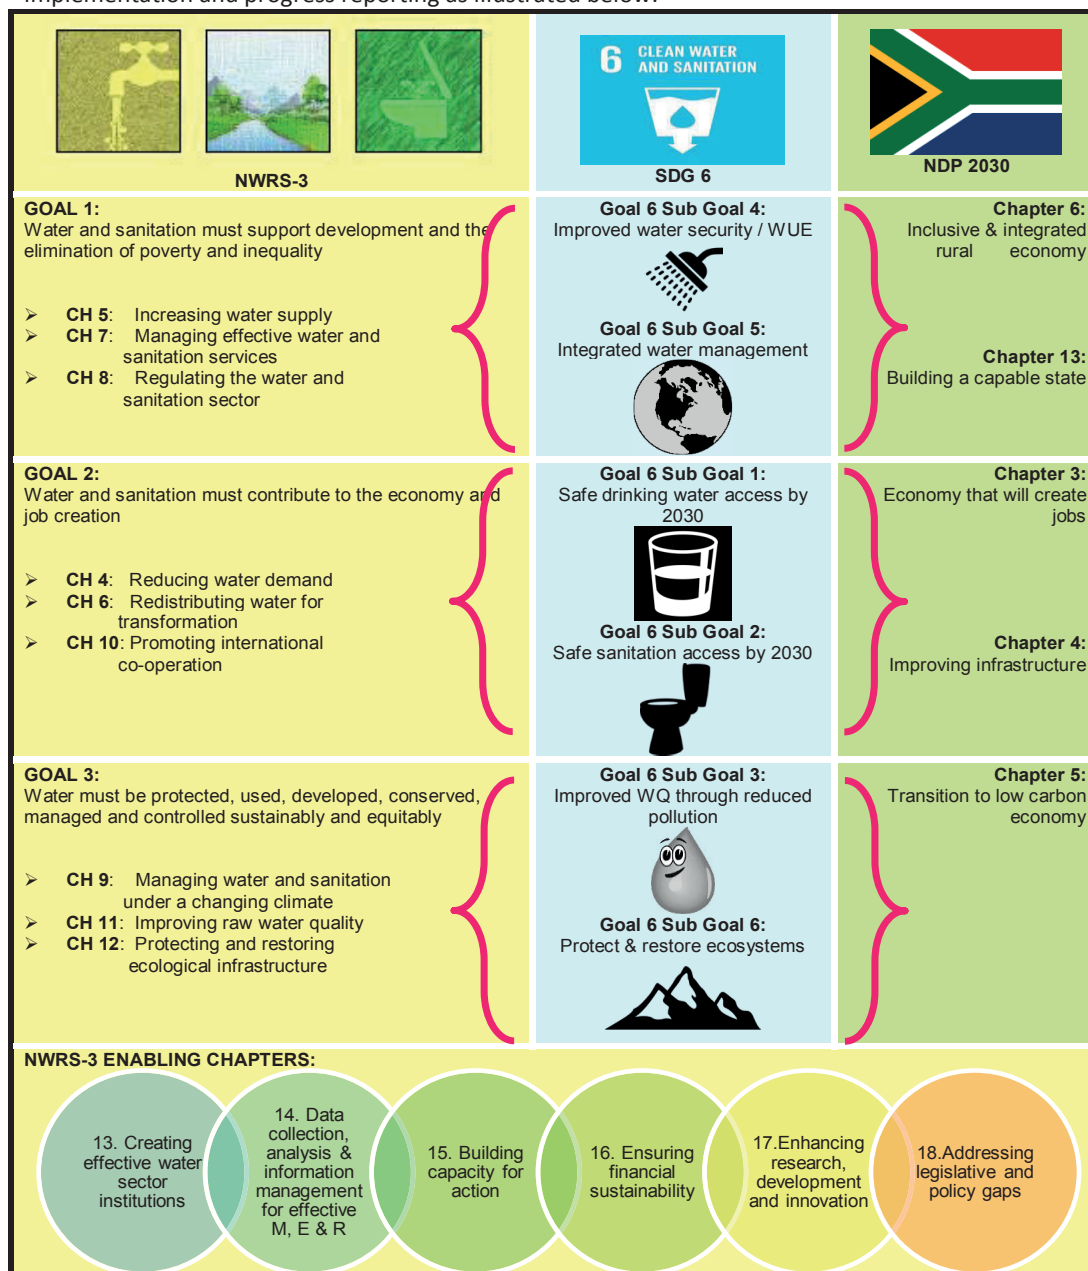 implementation and progress reporting as illustrated below:
6 CLEAN WATER
AND SANITATION
NWRS-3
SDG 6
NDP 2030
GOAL 1:
Water and sanitation must support development and the
elimination of poverty and inequality
➢ CH 5: Increasing water supply
➢ CH 7: Managing effective water and
sanitation services
➢ CH 8: Regulating the water and
sanitation sector
Goal 6 Sub Goal 4:
Improved water security / WUE
Goal 6 Sub Goal 5:
Integrated water management
Chapter 6:
Inclusive & integrated
rural economy
Chapter 13:
Building a capable state
GOAL 2:
Water and sanitation must contribute to the economy and
job creation
➢ CH 4: Reducing water demand
➢ CH 6: Redistributing water for
transformation
➢ CH 10: Promoting international
co-operation
Goal 6 Sub Goal 1:
Safe drinking water access by
2030
Goal 6 Sub Goal 2:
Safe sanitation access by 2030
Chapter 3:
Economy that will create
jobs
Chapter 4:
Improving infrastructure
GOAL 3:
Water must be protected, used, developed, conserved,
managed and controlled sustainably and equitably
➢ CH 9: Managing water and sanitation
under a changing climate
➢ CH 11: Improving raw water quality
➢ CH 12: Protecting and restoring
ecological infrastructure
Goal 6 Sub Goal 3:
Improved WQ through reduced
pollution
Goal 6 Sub Goal 6:
Protect & restore ecosystems
Chapter 5:
Transition to low carbon
economy
NWRS-3 ENABLING CHAPTERS:
13. Creating
effective water
sector
institutions
14. Data
collection,
analysis &
information
management
for effective
M, E & R
15. Building
capacity for
action
16. Ensuring
financial
sustainability
17.Enhancing
research,
development
and innovation
18.Addressing
legislative and
policy gaps